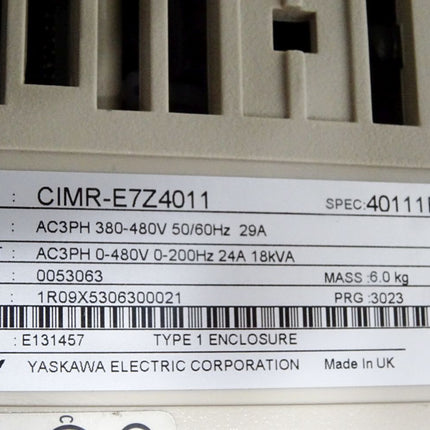 : CIMR-E7Z4011 SPEC:40111
: AC3PH 380-480V 50/60Hz 29A
: AC3PH 0-480V 0-200Hz 24A 18kVA
: 0053063 MASS :6.0 kg
: 1R09X5306300021 PRG :3023
: E131457 TYPE 1 ENCLOSURE
YASKAWA ELECTRIC CORPORATION Made In UK